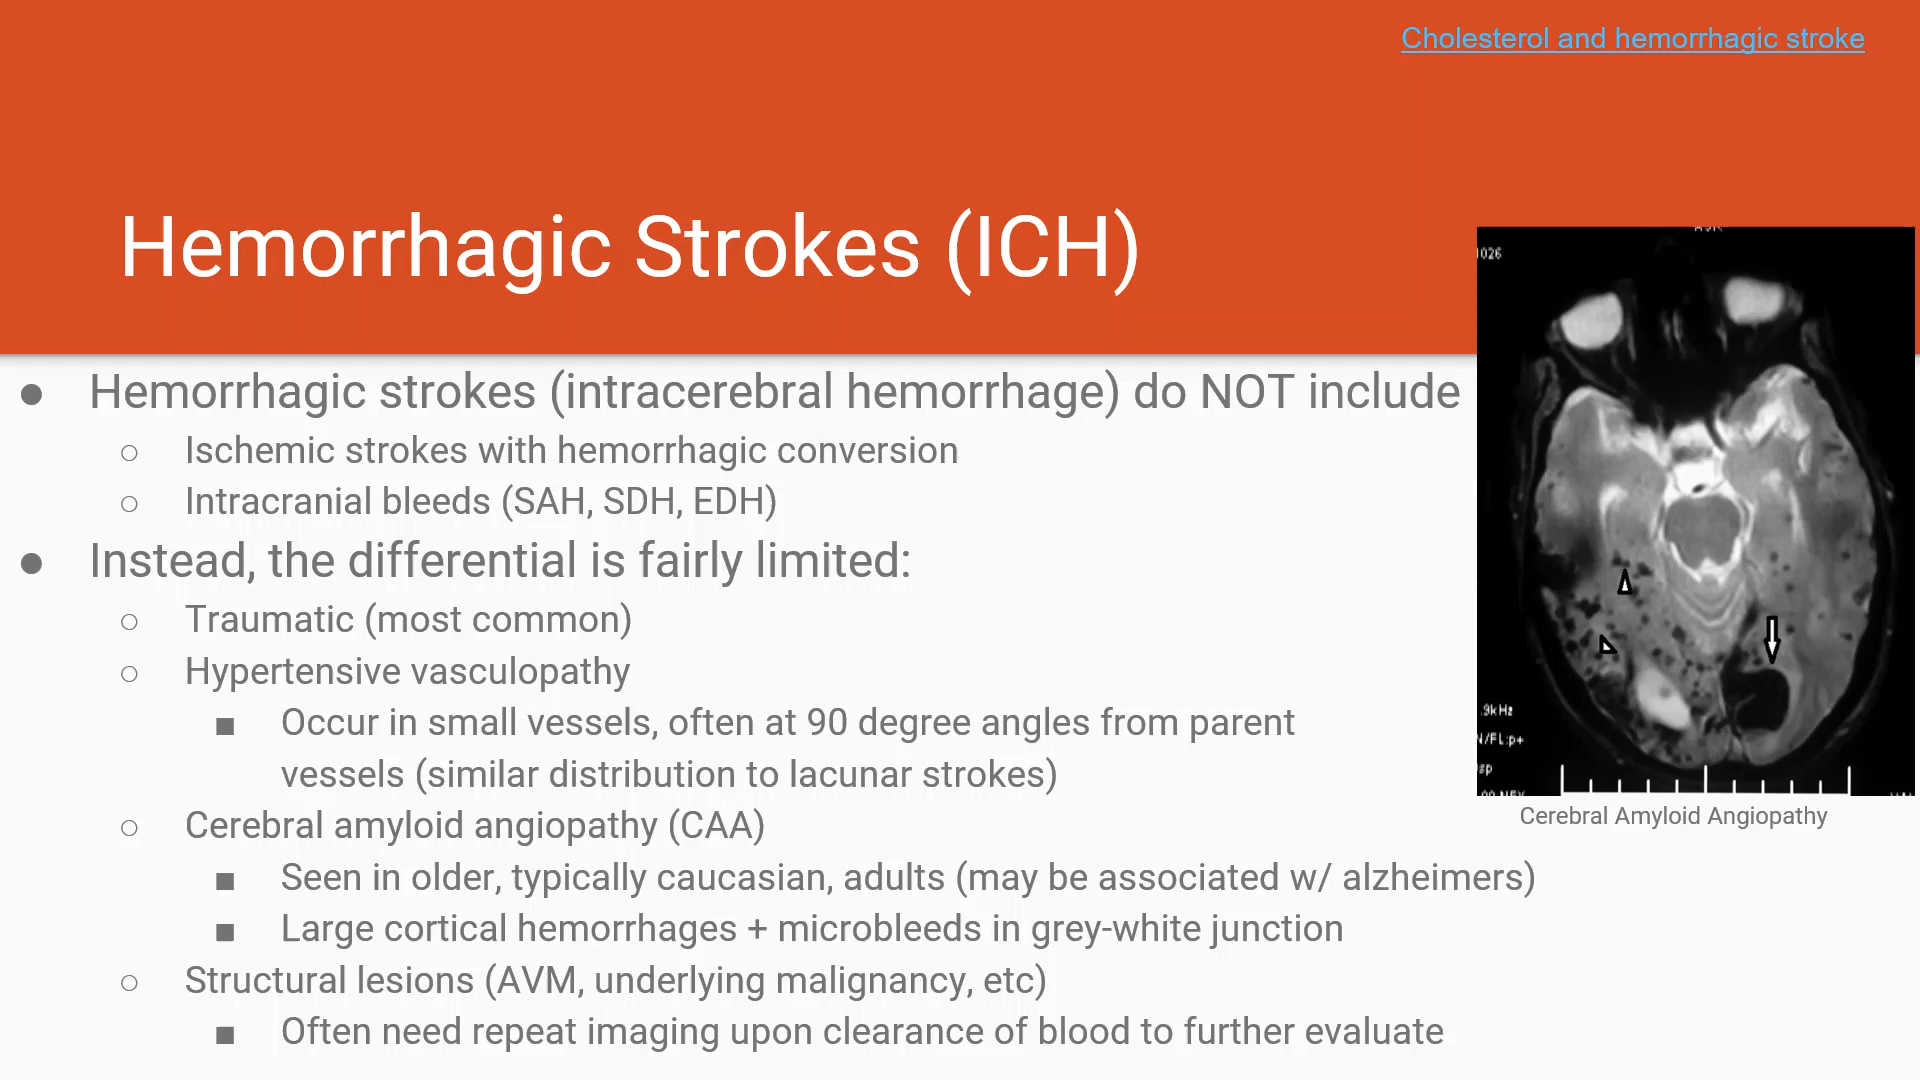 Cholesterol and hemorrhagic stroke
Hemorrhagic Strokes (ICH)
● Hemorrhagic strokes (intracerebral hemorrhage) do NOT include
○ Ischemic strokes with hemorrhagic conversion
○ Intracranial bleeds (SAH, SDH, EDH)
● Instead, the differential is fairly limited:
○ Traumatic (most common)
○ Hypertensive vasculopathy
■ Occur in small vessels, often at 90 degree angles from parent
vessels (similar distribution to lacunar strokes)
○ Cerebral amyloid angiopathy (CAA)
■ Seen in older, typically caucasian, adults (may be associated w/ alzheimers)
■ Large cortical hemorrhages + microbleeds in grey-white junction
○ Structural lesions (AVM, underlying malignancy, etc)
■ Often need repeat imaging upon clearance of blood to further evaluate
1026
.9kHz
N/FL:p+
sp
Cerebral Amyloid Angiopathy